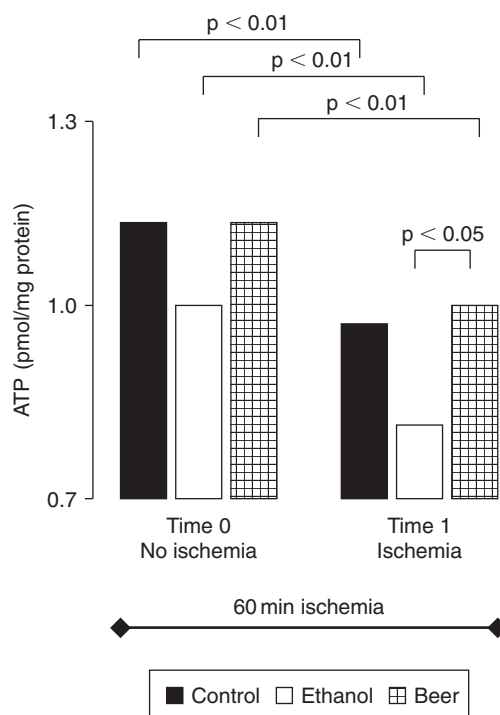 p < 0.01
p < 0.01
p < 0.01
1.3
p < 0.05
1.0
ATP (pmol/mg protein)
0.7
Time 0 Time 1
No ischemia Ischemia
60 min ischemia
Control Ethanol Beer